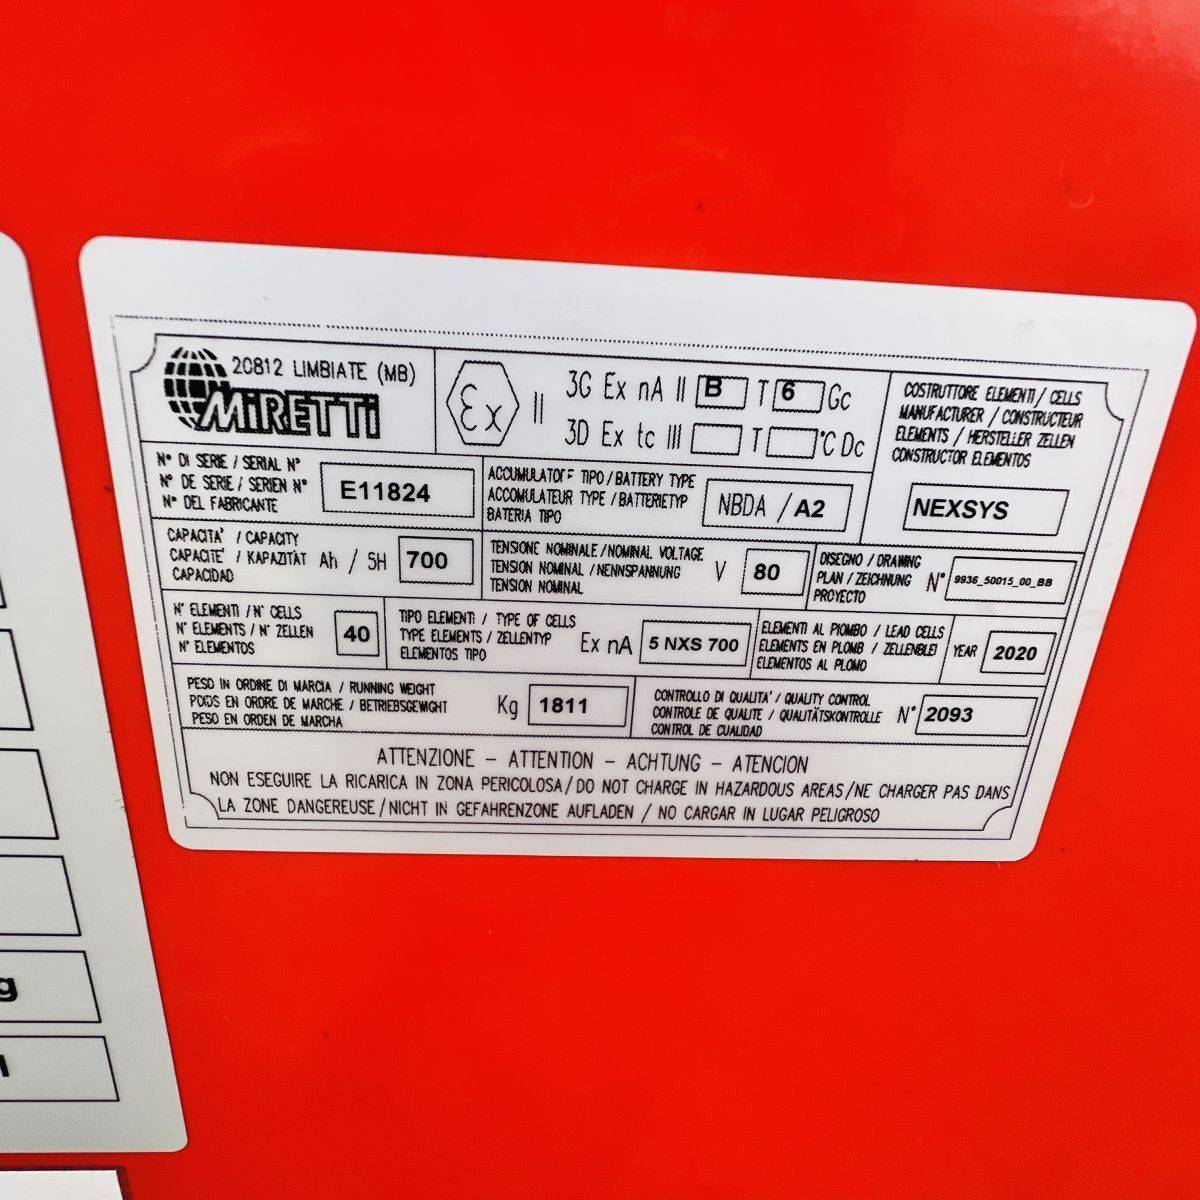 20812 LIMBIATE (MB)
MIRETTI
Ex II 3G Ex nA II B T 6 Gc
3D Ex tc III T °C Dc
COSTRUTTORE ELEMENTI / CELLS
MANUFACTURER / CONSTRUCTEUR
ELEMENTS / HERSTELLER ZELLEN
CONSTRUCTOR ELEMENTOS
NEXSYS
N° DI SERIE / SERIAL N°
N° DE SERIE / SERIEN N°
N° DEL FABRICANTE
E11824
ACCUMULATORE TIPO / BATTERY TYPE
ACCOMULATEUR TYPE / BATTERIETYP
BATERIA TIPO
NBDA / A2
CAPACITA' / CAPACITY
CAPACITE' / KAPAZITÄT Ah / 5H 700
CAPACIDAD
TENSIONE NOMINALE / NOMINAL VOLTAGE
TENSION NOMINAL / NENNSPANNUNG V 80
TENSION NOMINAL
DISEGNO / DRAWING
PLAN / ZEICHNUNG N° 9936_50015_00_BB
PROYECTO
N° ELEMENTI / N° CELLS
N° ELEMENTS / N° ZELLEN 40
N° ELEMENTOS
TIPO ELEMENTI / TYPE OF CELLS
TYPE ELEMENTS / ZELLENTYP Ex nA 5 NXS 700
ELEMENTOS TIPO
ELEMENTI AL PIOMBO / LEAD CELLS
ELEMENTS EN PLOMB / ZELLENBLEI YEAR 2020
ELEMENTOS AL PLOMO
PESO IN ORDINE DI MARCIA / RUNNING WEIGHT
POIDS EN ORDRE DE MARCHE / BETRIEBSGEWIGHT Kg 1811
PESO EN ORDEN DE MARCHA
CONTROLLO DI QUALITA' / QUALITY CONTROL
CONTROLE DE QUALITE / QUALITÄTSKONTROLLE N° 2093
CONTROL DE CUALIDAD
ATTENZIONE - ATTENTION - ACHTUNG - ATENCION
NON ESEGUIRE LA RICARICA IN ZONA PERICOLOSA / DO NOT CHARGE IN HAZARDOUS AREAS / NE CHARGER PAS DANS
LA ZONE DANGEREUSE / NICHT IN GEFAHRENZONE AUFLADEN / NO CARGAR IN LUGAR PELIGROSO
g